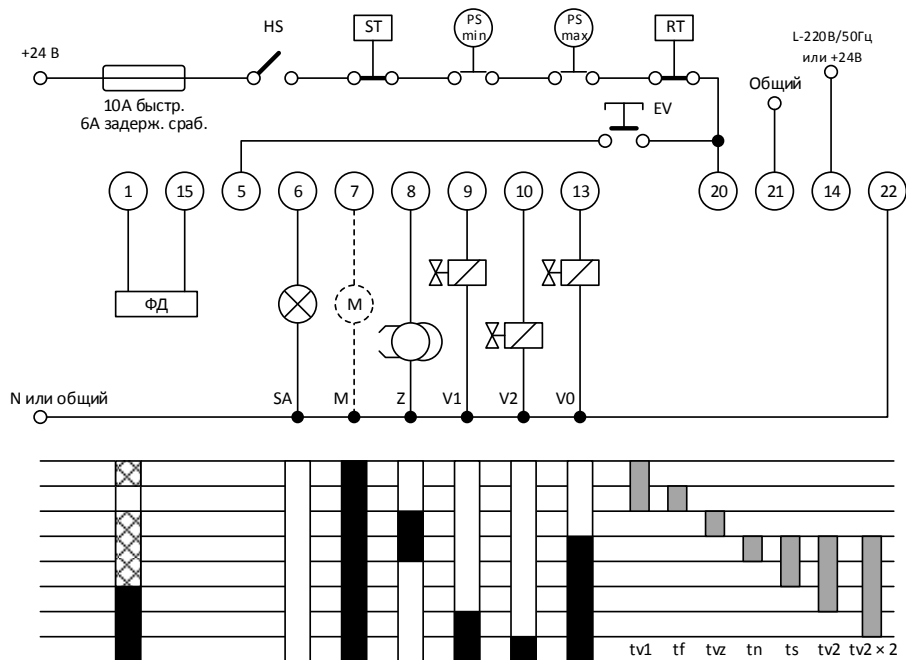 HS
ST
PS
min
PS
max
RT
L-220В/50Гц
или +24В
+24 В
Общий
10А быстр.
6А задерж. сраб.
EV
1
15
5
6
7
8
9
10
13
20
21
14
22
ФД
M
N или общий
SA
M
Z
V1
V2
V0
tv1
tf
tvz
tn
ts
tv2
tv2 × 2